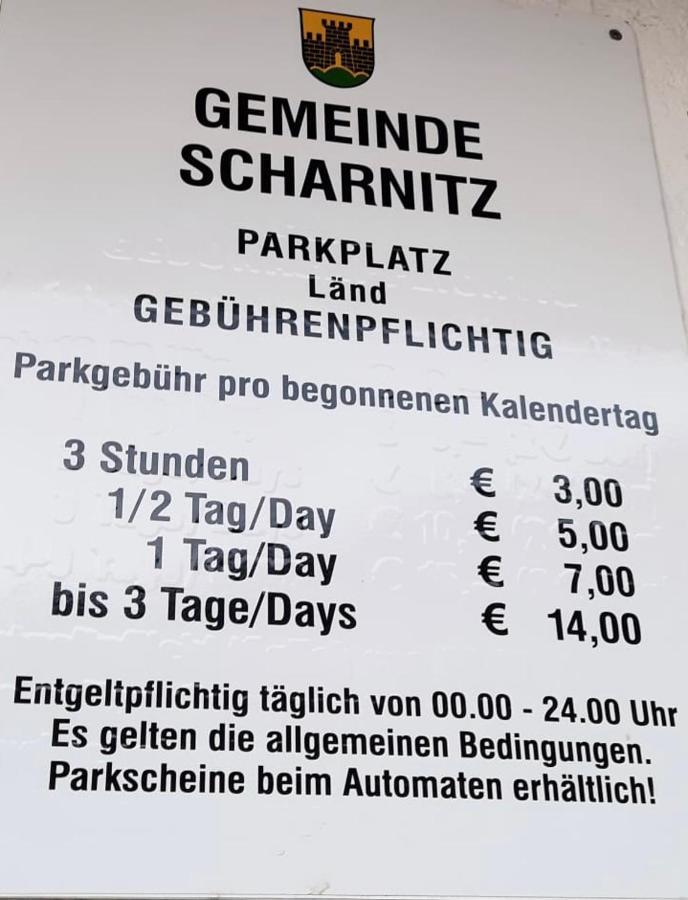 GEMEINDE
SCHARNITZ
PARKPLATZ
Länd
GEBÜHRENPFLICHTIG
Parkgebühr pro begonnenen Kalendertag
3 Stunden € 3,00
1/2 Tag/Day € 5,00
1 Tag/Day € 7,00
bis 3 Tage/Days € 14,00
Entgeltpflichtig täglich von 00.00 - 24.00 Uhr
Es gelten die allgemeinen Bedingungen.
Parkscheine beim Automaten erhältlich!